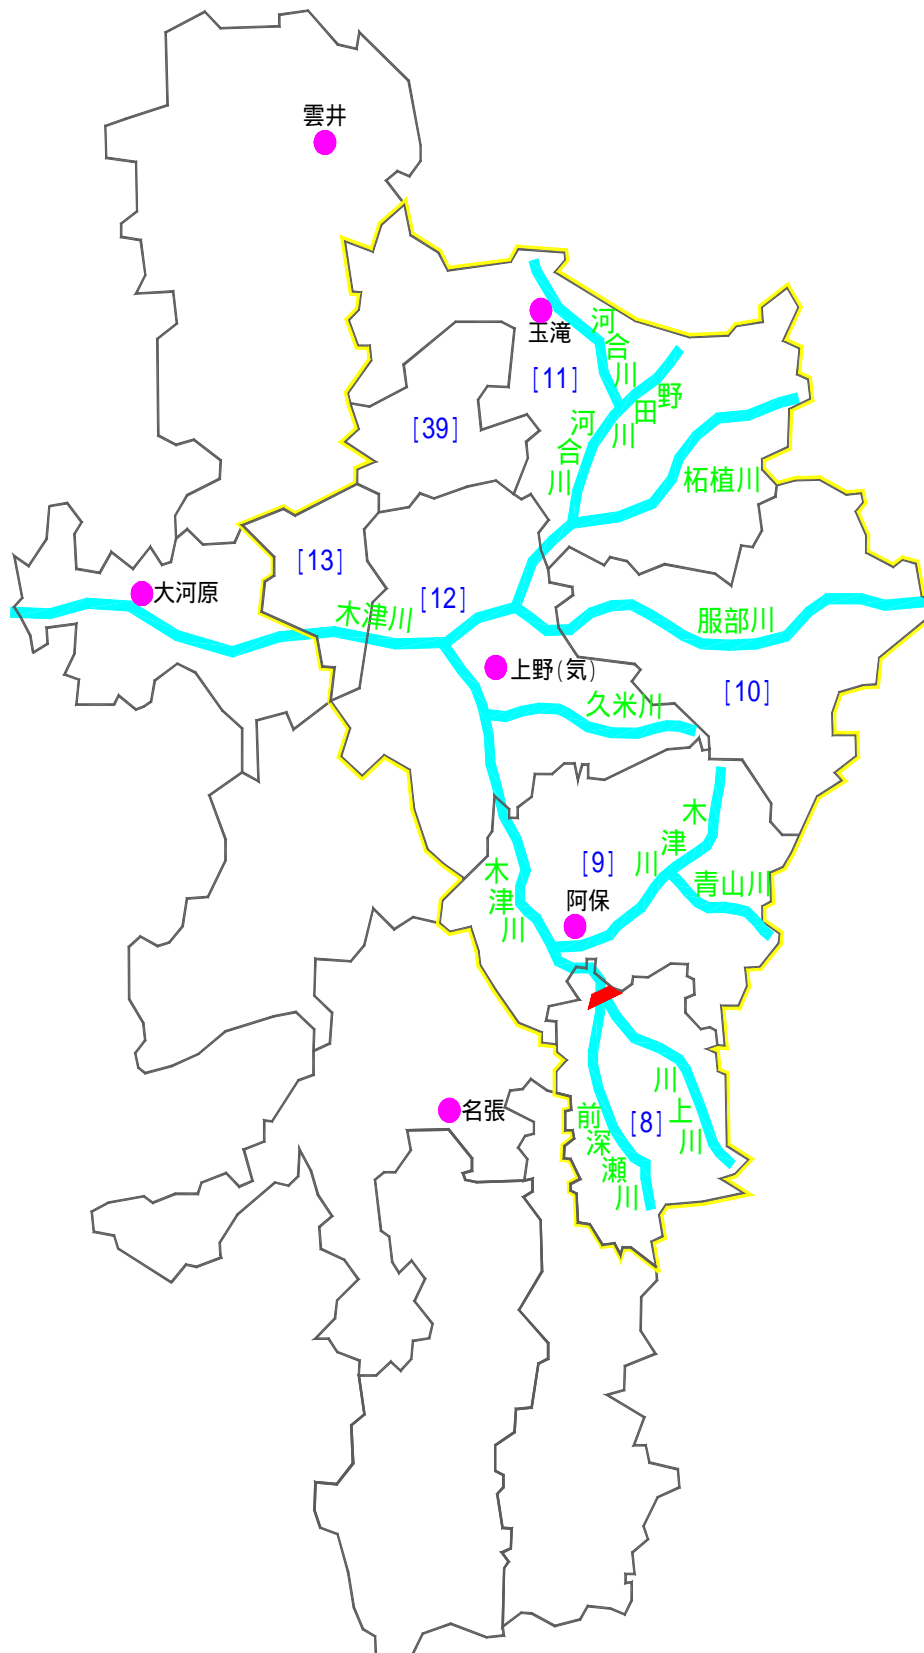 雲井
玉滝
河合川
[11]
野田川
[39]
河合川
柘植川
[13]
大河原
[12]
木津川
服部川
上野(気)
[10]
久米川
木津川
[9]
木津川
青山川
阿保
川上川
名張
前深瀬川
[8]